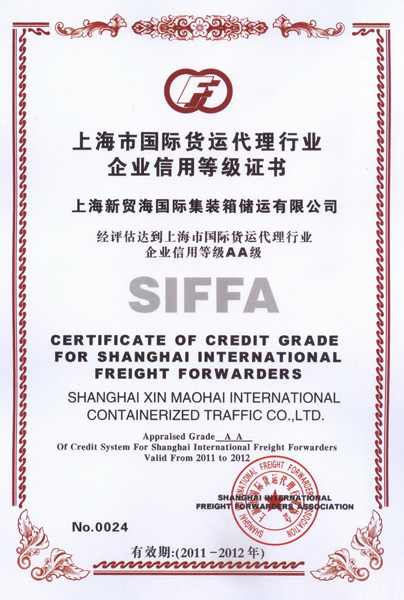 上海市国际货运代理行业
企业信用等级证书
上海新贸海国际集装箱储运有限公司
经评估达到上海市国际货运代理行业
企业信用等级AA级
SIFFA
CERTIFICATE OF CREDIT GRADE
FOR SHANGHAI INTERNATIONAL
FREIGHT FORWARDERS
SHANGHAI XIN MAOHAI INTERNATIONAL
CONTAINERIZED TRAFFIC CO.,LTD.
Appraised Grade AA
Of Credit System For Shanghai International Freight Forwarders
Valid From 2011 to 2012
SHANGHAI INTERNATIONAL
FREIGHT FORWARDERS ASSOCIATION
No.0024
有效期:(2011-2012年)